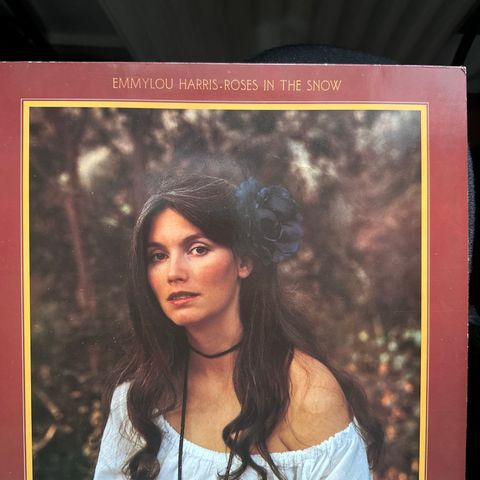 EMMYLOU HARRIS•ROSES IN THE SNOW